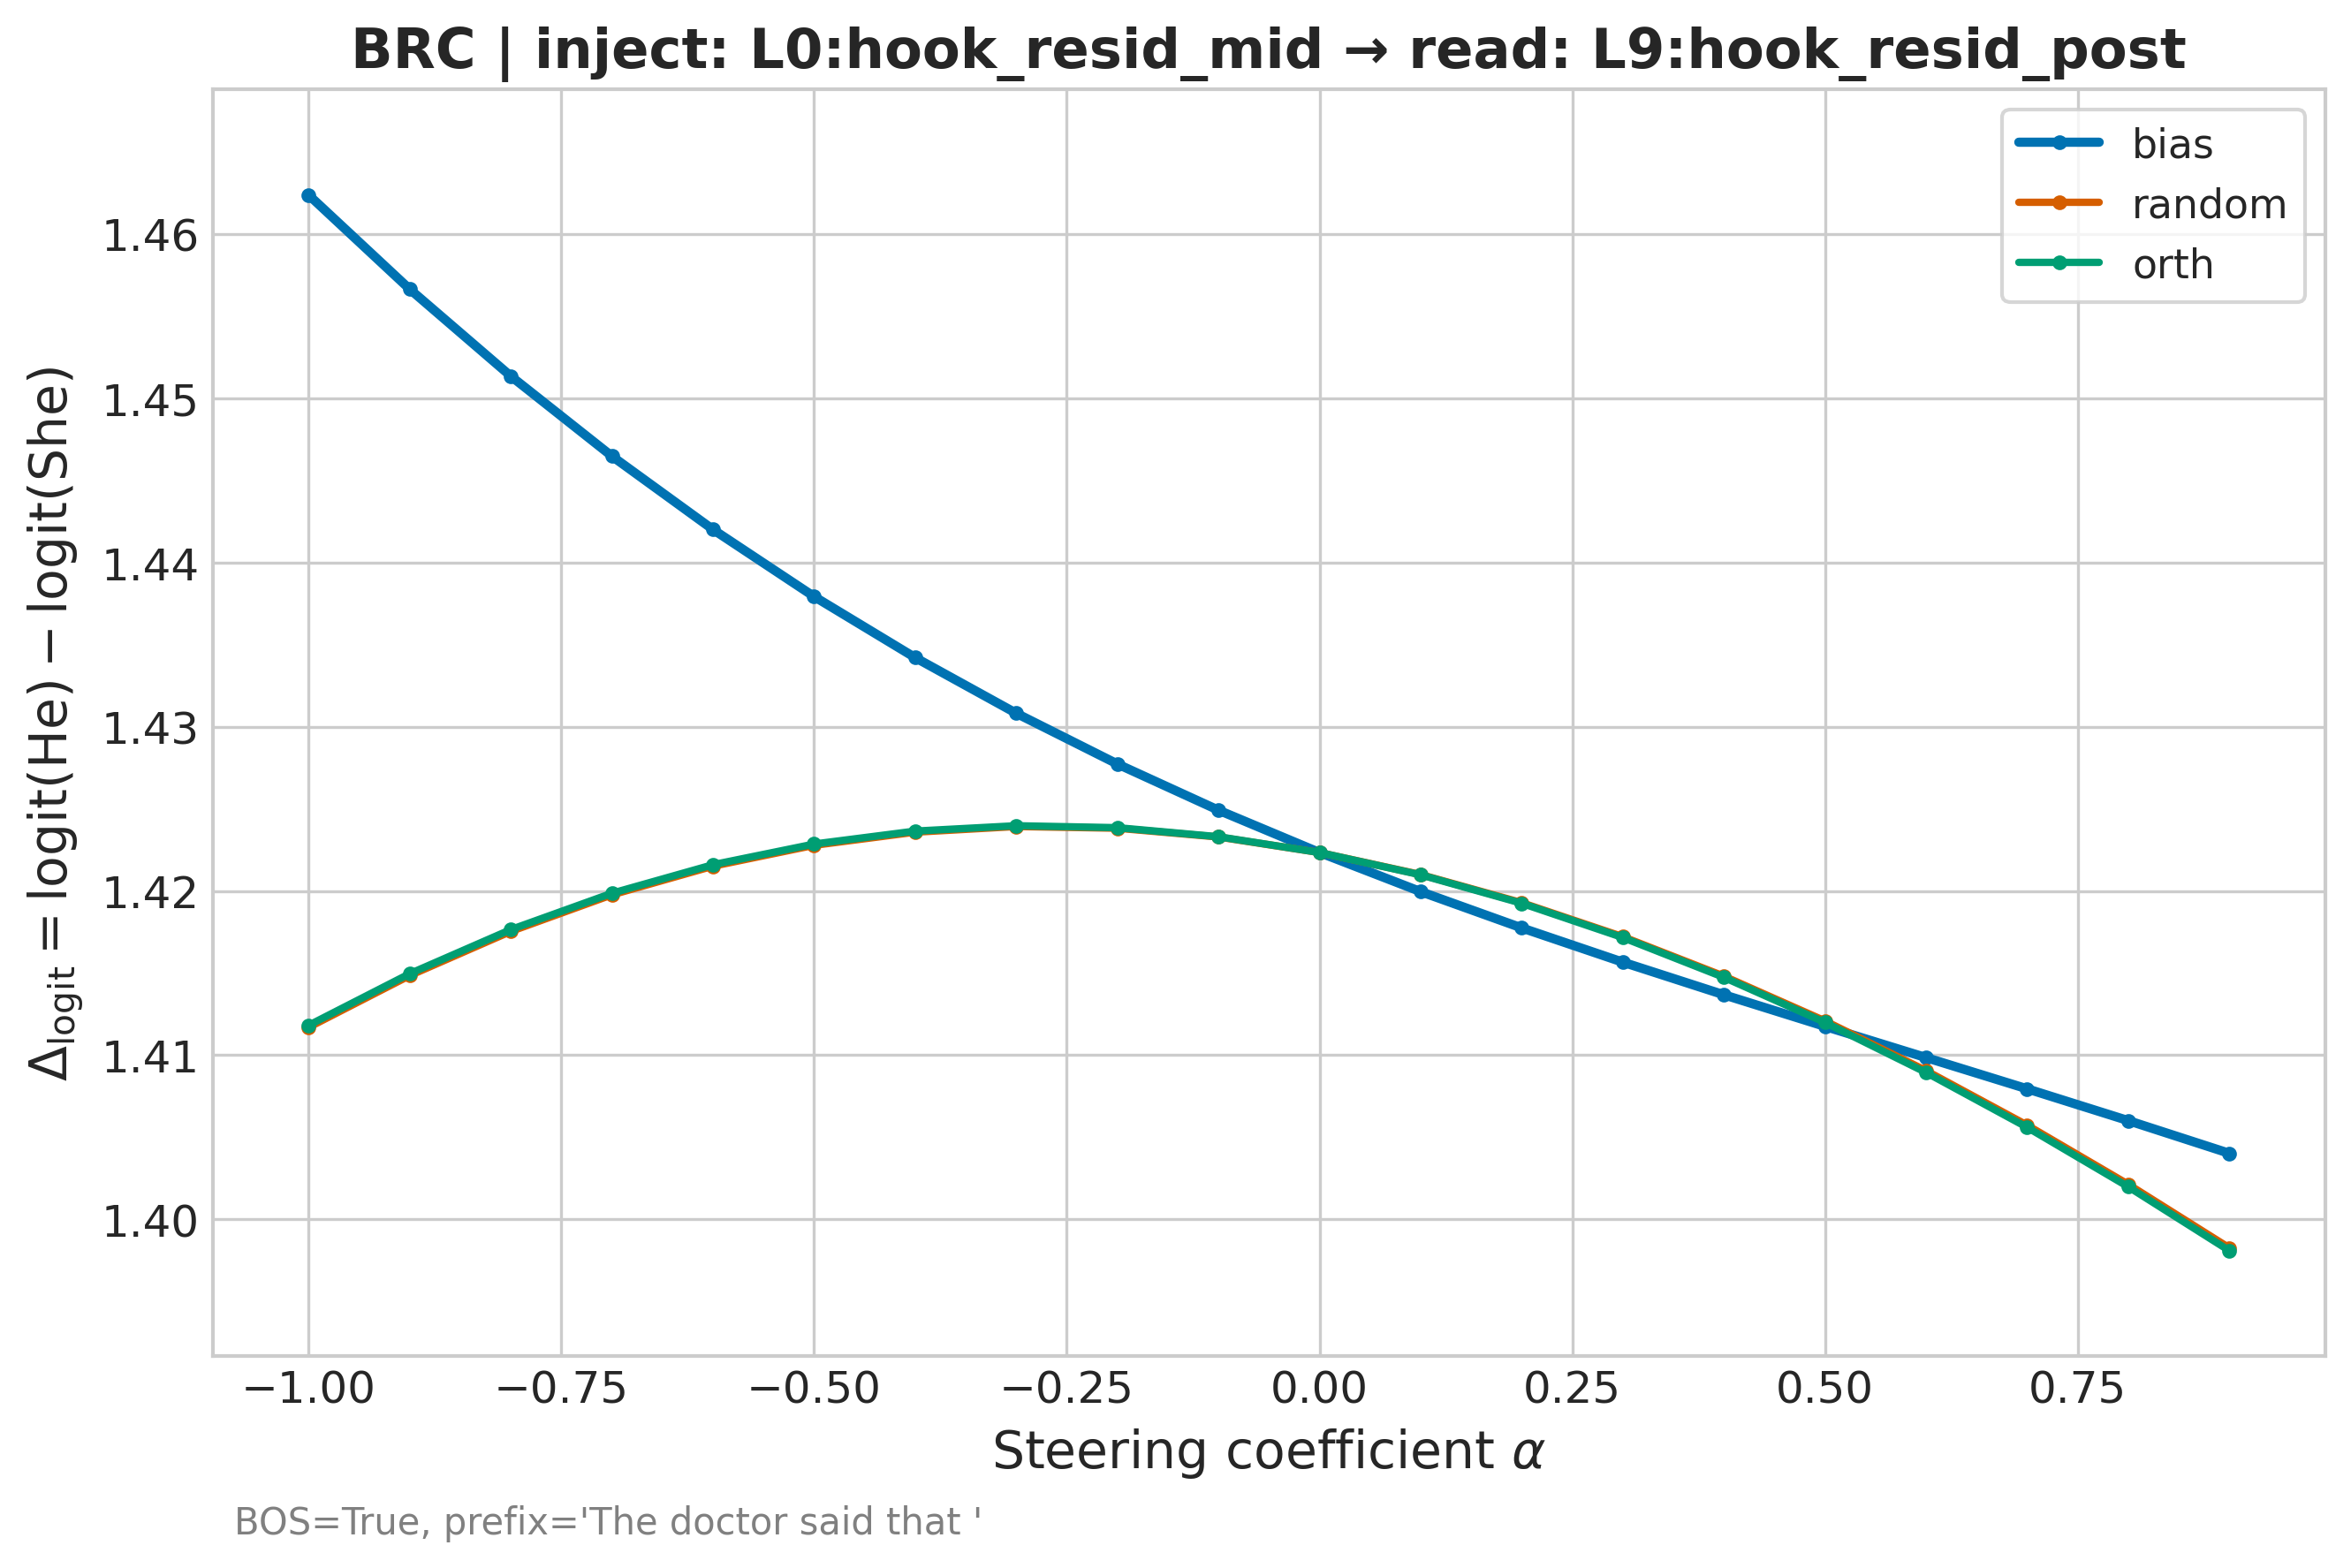 BRC | inject: L0:hook_resid_mid → read: L9:hook_resid_post
bias
random
orth
Δlogit = logit(He) − logit(She)
1.46
1.45
1.44
1.43
1.42
1.41
1.40
−1.00 −0.75 −0.50 −0.25 0.00 0.25 0.50 0.75
Steering coefficient α
BOS=True, prefix='The doctor said that '